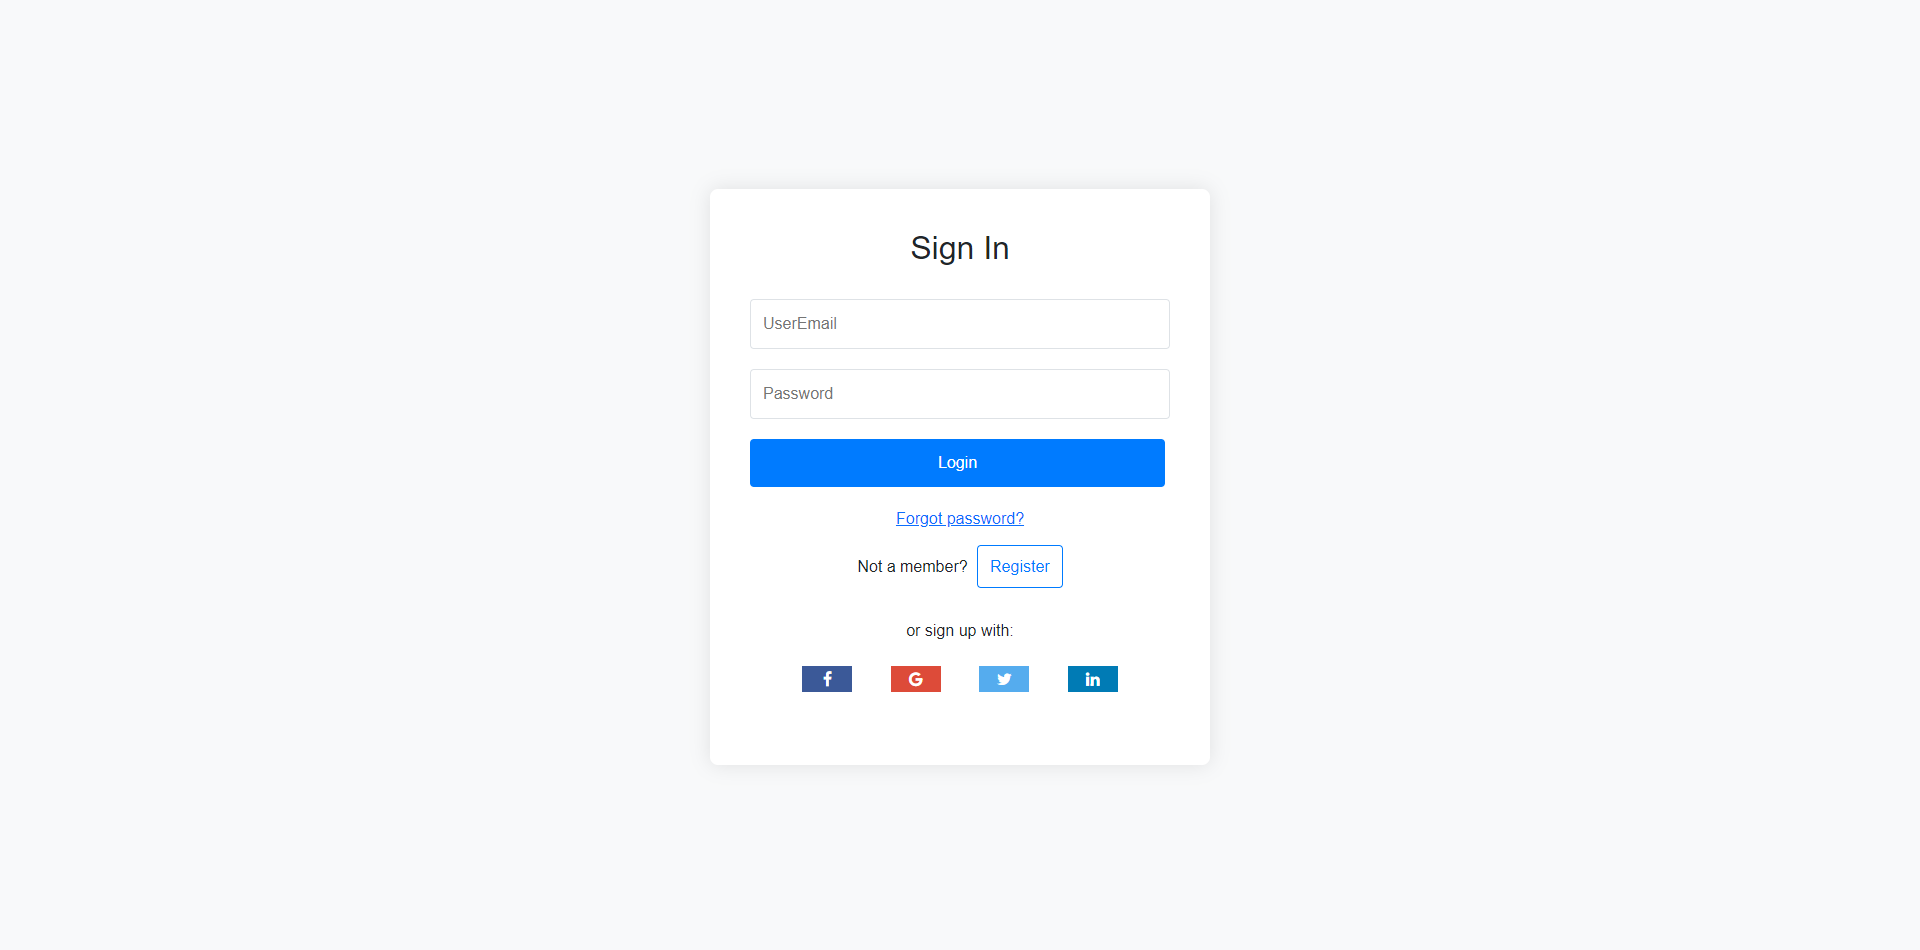 Sign In
UserEmail
Password
Login
Forgot password?
Not a member? Register
or sign up with: